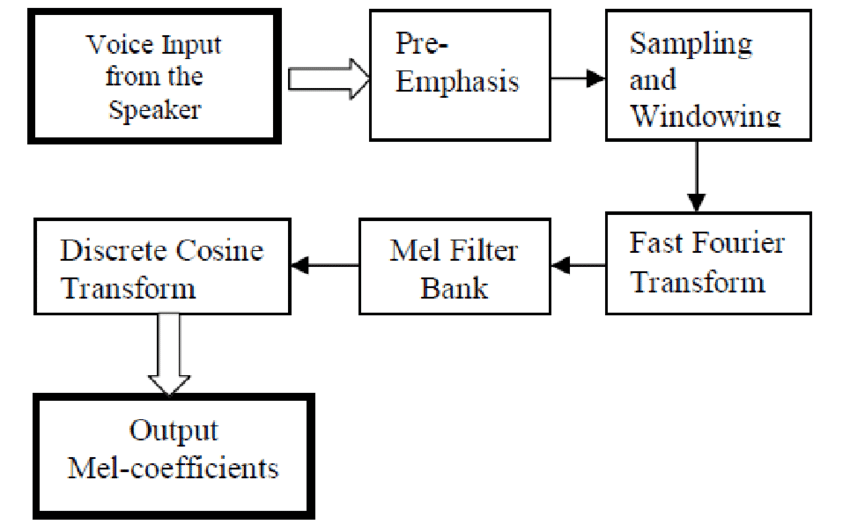 Voice Input
from the
Speaker
Pre-
Emphasis
Sampling
and
Windowing
Fast Fourier
Transform
Mel Filter
Bank
Discrete Cosine
Transform
Output
Mel-coefficients